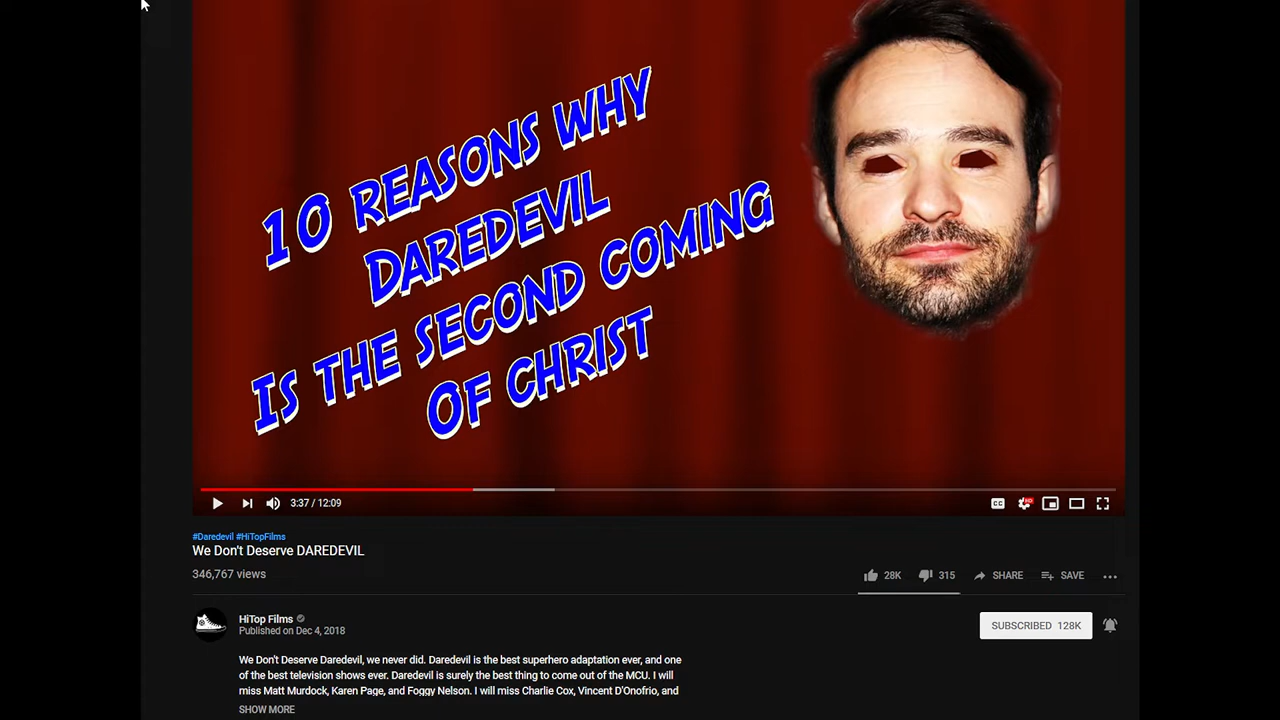 10 REASONS WHY
DAREDEVIL
IS THE SECOND COMING
OF CHRIST
3:37 / 12:09
CC
HD
#Daredevil #HiTopFilms
We Don't Deserve DAREDEVIL
346,767 views
28K
315
SHARE
SAVE
HiTop Films
Published on Dec 4, 2018
SUBSCRIBED 128K
We Don't Deserve Daredevil, we never did. Daredevil is the best superhero adaptation ever, and one
of the best television shows ever. Daredevil is surely the best thing to come out of the MCU. I will
miss Matt Murdock, Karen Page, and Foggy Nelson. I will miss Charlie Cox, Vincent D'Onofrio, and
SHOW MORE